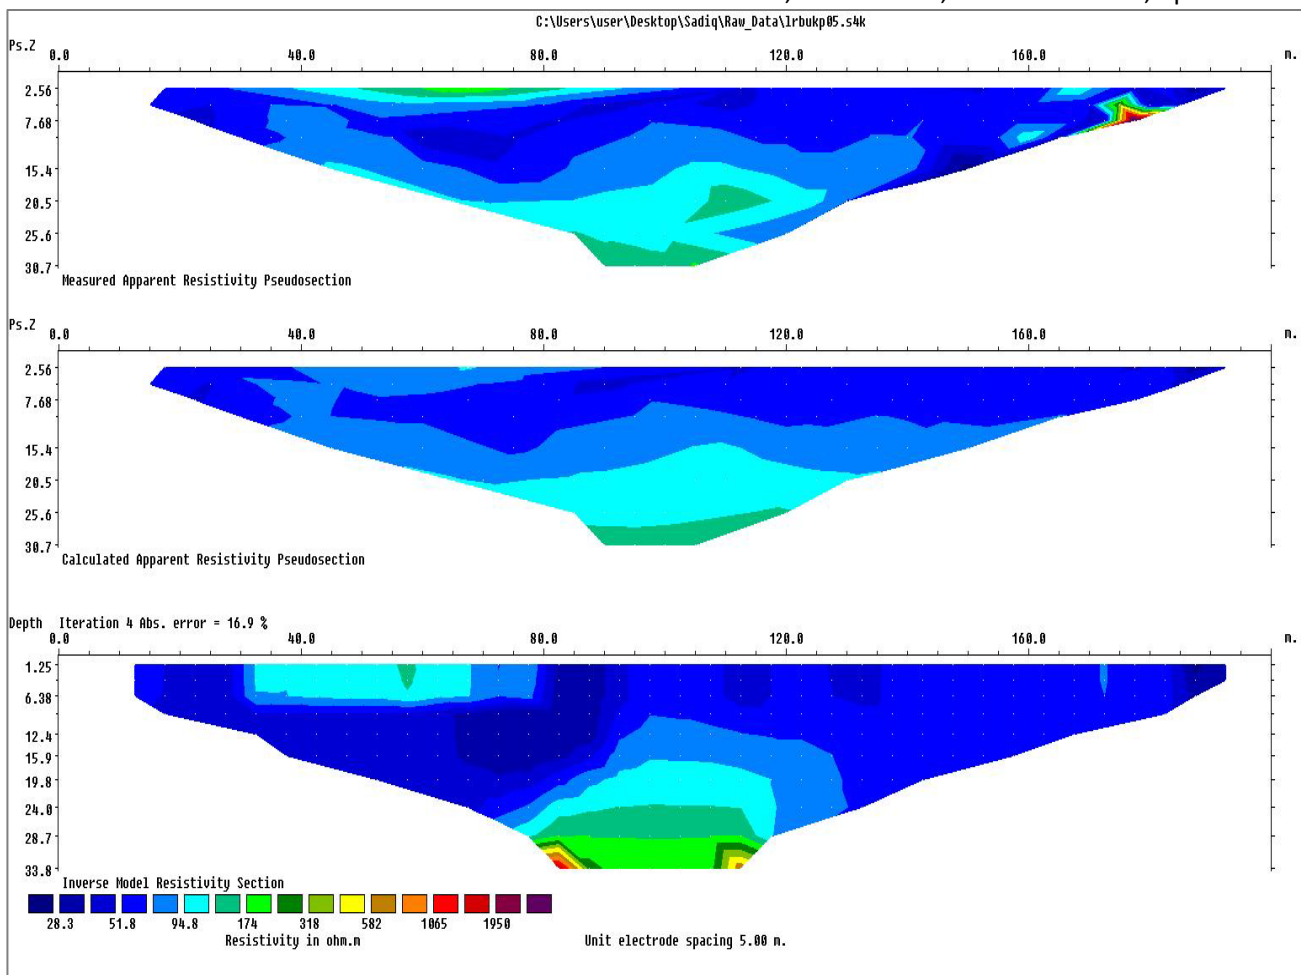 C:\Users\user\Desktop\Sadiq\Raw_Data\lrbukp05.s4k
Ps.Z 0.0 40.0 80.0 120.0 160.0 m.
2.56
7.68
15.4
20.5
25.6
30.7
Measured Apparent Resistivity Pseudosection
Ps.Z 0.0 40.0 80.0 120.0 160.0 m.
2.56
7.68
15.4
20.5
25.6
30.7
Calculated Apparent Resistivity Pseudosection
Depth Iteration 4 Abs. error = 16.9 %
0.0 40.0 80.0 120.0 160.0 m.
1.25
6.38
12.4
15.9
19.8
24.0
28.7
33.8
Inverse Model Resistivity Section
28.3 51.8 94.8 174 318 582 1065 1950
Resistivity in ohm.m Unit electrode spacing 5.00 m.